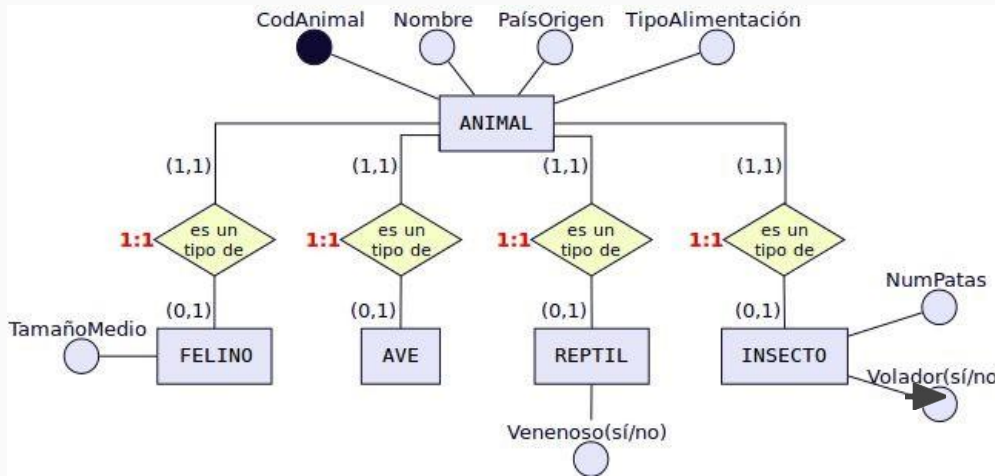 CodAnimal Nombre PaísOrigen TipoAlimentación
ANIMAL
(1,1) (1,1) (1,1) (1,1)
1:1 es un tipo de 1:1 es un tipo de 1:1 es un tipo de 1:1 es un tipo de
(0,1) (0,1) (0,1) (0,1)
NumPatas
TamañoMedio
FELINO AVE REPTIL INSECTO
Volador(sí/no
Venenoso(sí/no)